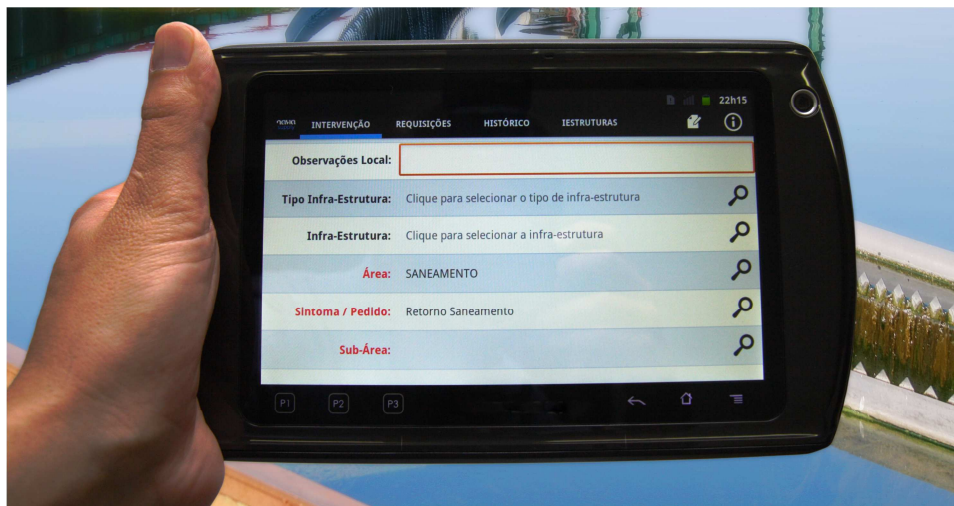 22h15
nova INTERVENÇÃO REQUISIÇÕES HISTÓRICO IESTRUTURAS
Observações Local:
Tipo Infra-Estrutura: Clique para selecionar o tipo de infra-estrutura
Infra-Estrutura: Clique para selecionar a infra-estrutura
Área: SANEAMENTO
Sintoma / Pedido: Retorno Saneamento
Sub-Área:
P1 P2 P3